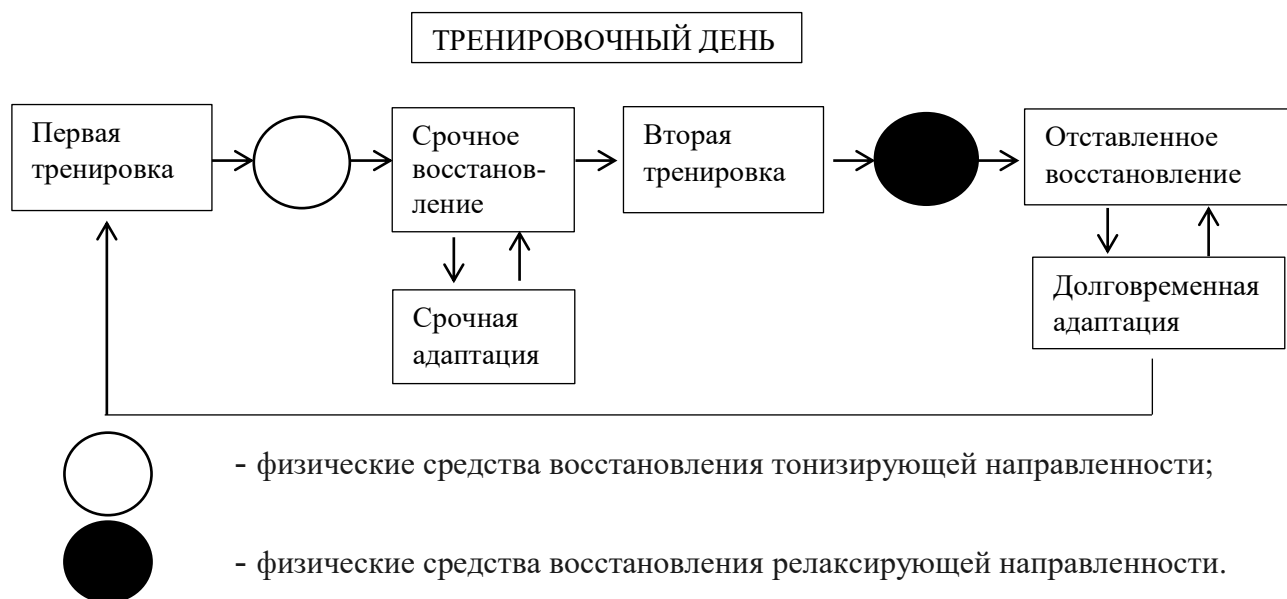 ТРЕНИРОВОЧНЫЙ ДЕНЬ
Первая
тренировка
Срочное
восстанов-
ление
Вторая
тренировка
Отставленное
восстановление
Срочная
адаптация
Долговременная
адаптация
- физические средства восстановления тонизирующей направленности;
- физические средства восстановления релаксирующей направленности.